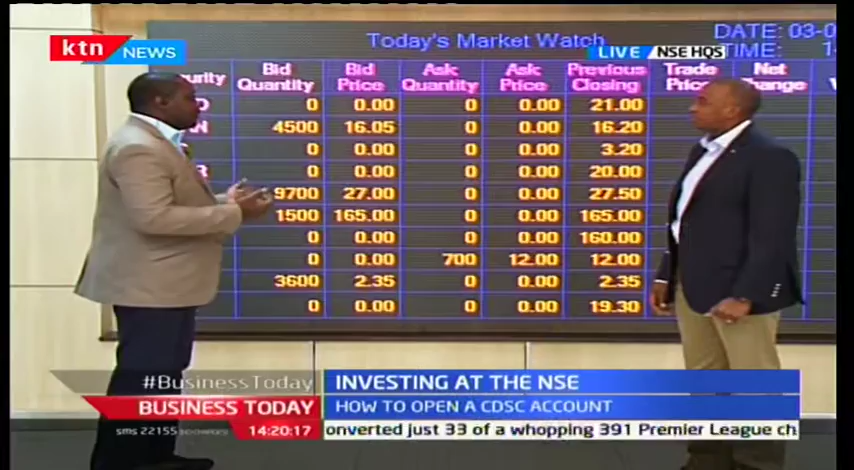 ktn NEWS
Today's Market Watch
DATE: 03-0
LIVE NSE HQS
TIME: 1
urity Bid Quantity Bid Price Ask Quantity Ask Price Previous Closing Trade Price Net Change
0 0.00 0 0.00 21.00
4500 16.05 0 0.00 16.20
0 0.00 0 0.00 3.20
0 0.00 0 0.00 20.00
9700 27.00 0 0.00 27.50
1500 165.00 0 0.00 165.00
0 0.00 0 0.00 160.00
0 0.00 700 12.00 12.00
3600 2.35 0 0.00 2.35
0 0.00 0 0.00 19.30
#BusinessToday
INVESTING AT THE NSE
BUSINESS TODAY
HOW TO OPEN A CDSC ACCOUNT
sms 22155
14:20:17
onverted just 33 of a whopping 391 Premier League ch